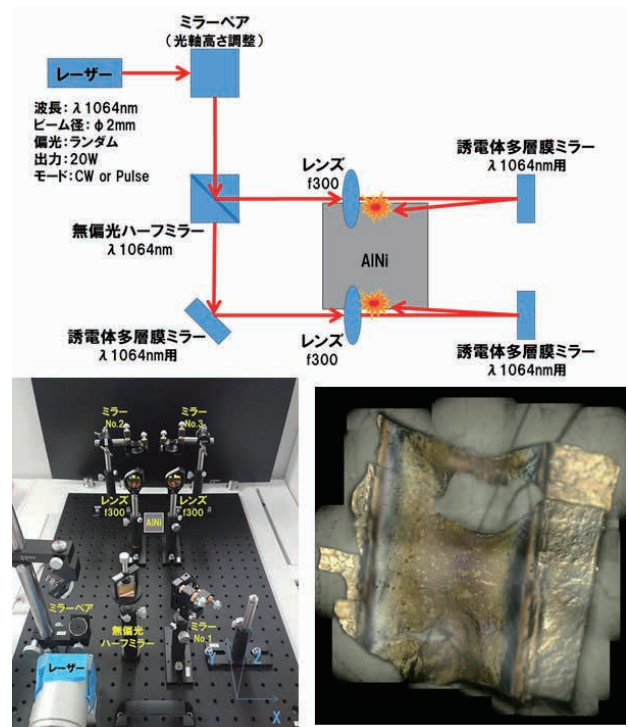 ミラーペア
（光軸高さ調整）
レーザー
波長：λ1064nm
ビーム径：φ2mm
偏光：ランダム
出力：20W
モード：CW or Pulse
レンズ
f300
誘電体多層膜ミラー
λ1064nm用
無偏光ハーフミラー
λ1064nm
AlNi
誘電体多層膜ミラー
λ1064nm用
レンズ
f300
誘電体多層膜ミラー
λ1064nm用
ミラー
No.2
ミラー
No.3
レンズ
f300
レンズ
f300
AlNi
ミラーペア
無偏光
ハーフミラー
ミラー
No.1
レーザー
Y
Z
X